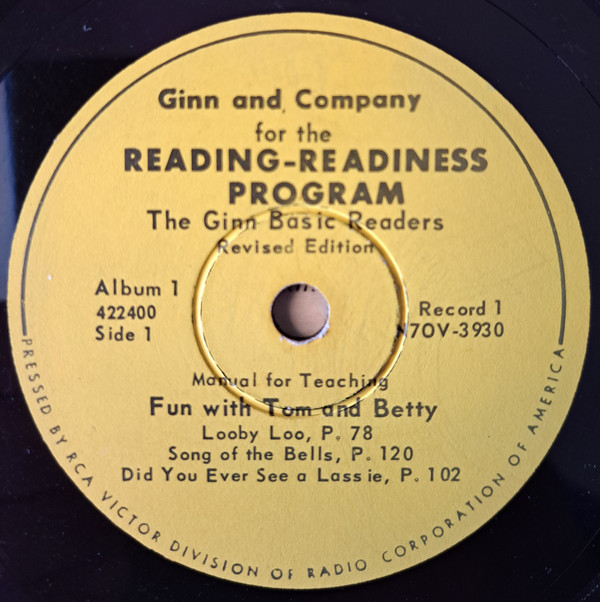 Ginn and Company
for the
READING-READINESS
PROGRAM
The Ginn Basic Readers
Revised Edition
Album 1
422400
Side 1
Record 1
N7OV-3930
Manual for Teaching
Fun with Tom and Betty
Looby Loo, P. 78
Song of the Bells, P. 120
Did You Ever See a Lassie, P. 102
PRESSED BY RCA VICTOR DIVISION OF RADIO CORPORATION OF AMERICA